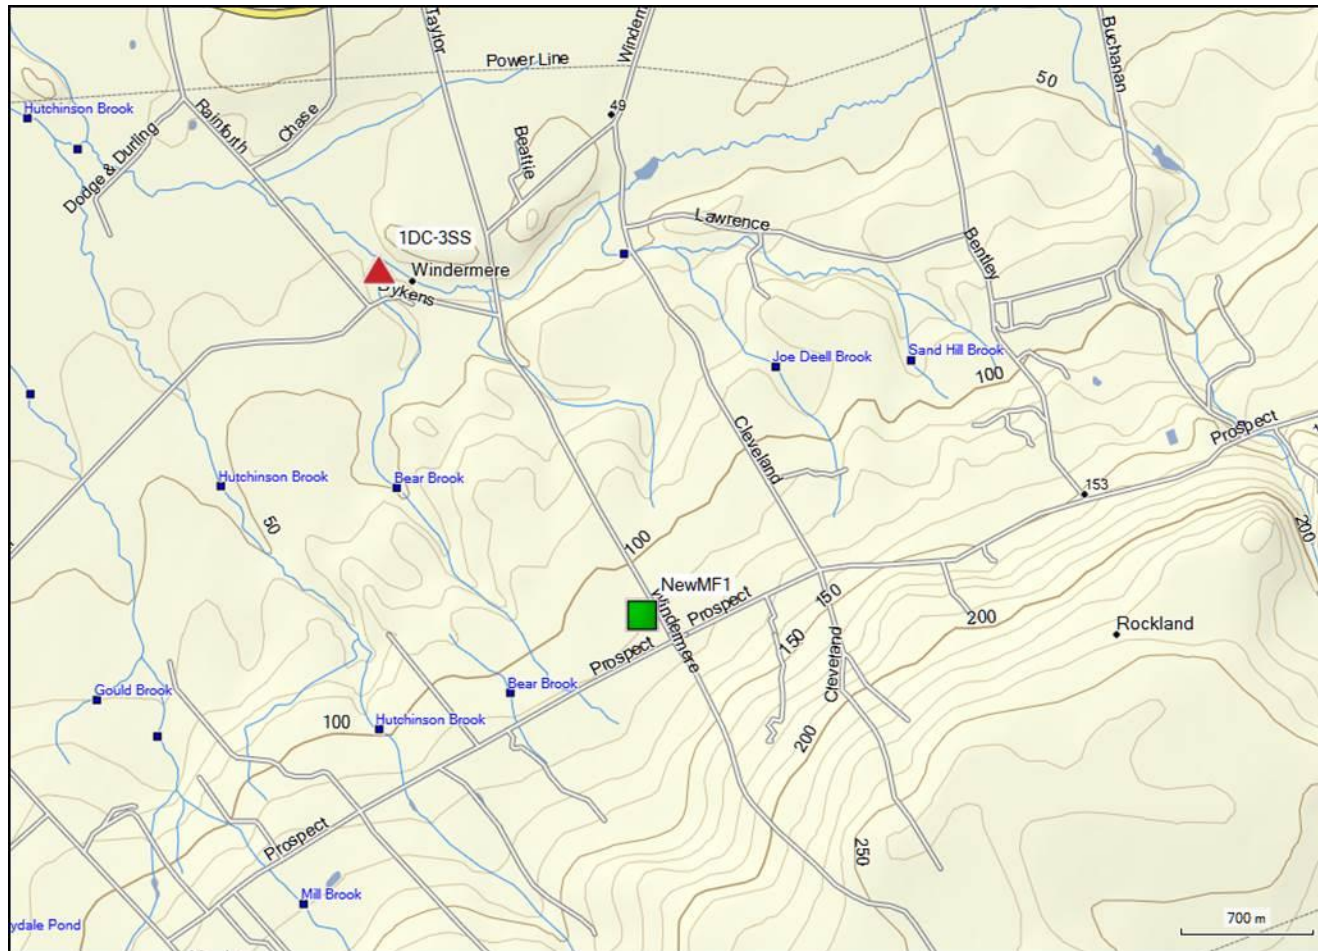 Taylor
Windem
Buchanan
Power Line
50
Hutchinson Brook
Rainforth
Chase
49
Beattie
Dodge & Durling
Lawrence
1DC-3SS
Windermere
Bentley
Dykens
Joe Deell Brook
Sand Hill Brook
100
Cleveland
Prospect
Hutchinson Brook
Bear Brook
153
50
200
100
NewMF1
Windermere
Prospect
150
Prospect
150
200
Rockland
Cleveland
Gould Brook
Bear Brook
100
Hutchinson Brook
200
Prospect
250
Mill Brook
ydale Pond
700 m